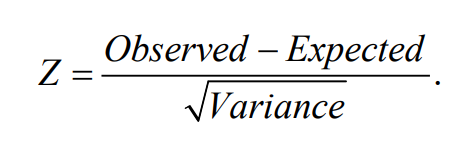 Z = (Observed − Expected) / √Variance .